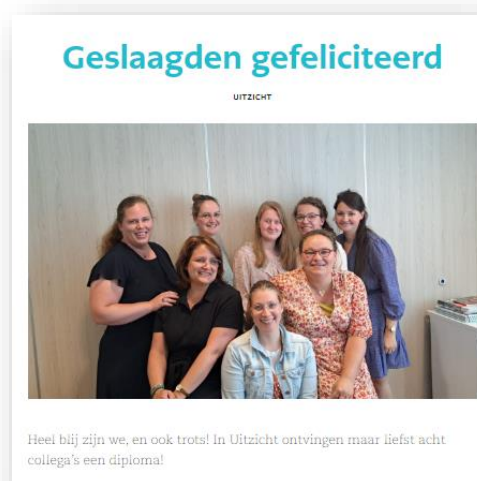 Geslaagden gefeliciteerd
UITZICHT
Heel blij zijn we, en ook trots! In Uitzicht ontvingen maar liefst acht
collega's een diploma!